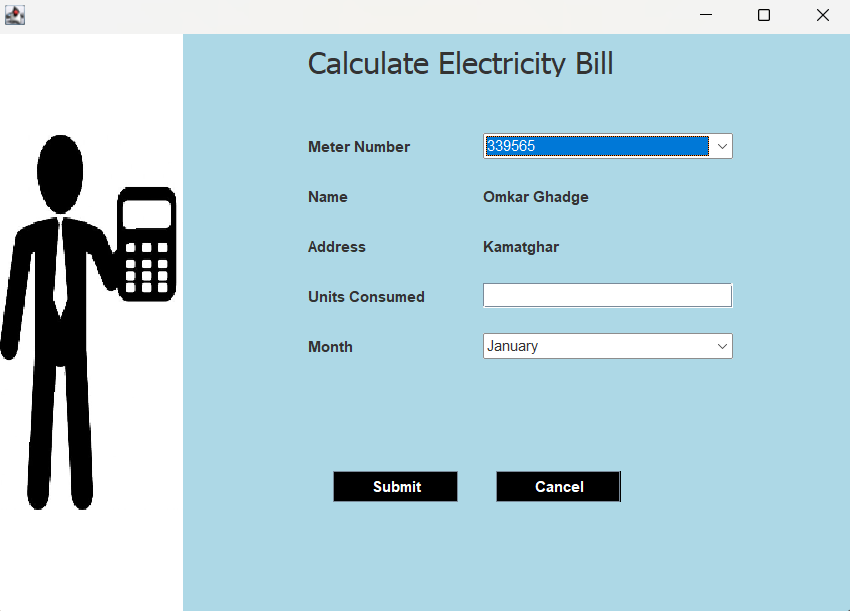 Calculate Electricity Bill
Meter Number 339565
Name Omkar Ghadge
Address Kamatghar
Units Consumed
Month January
Submit Cancel